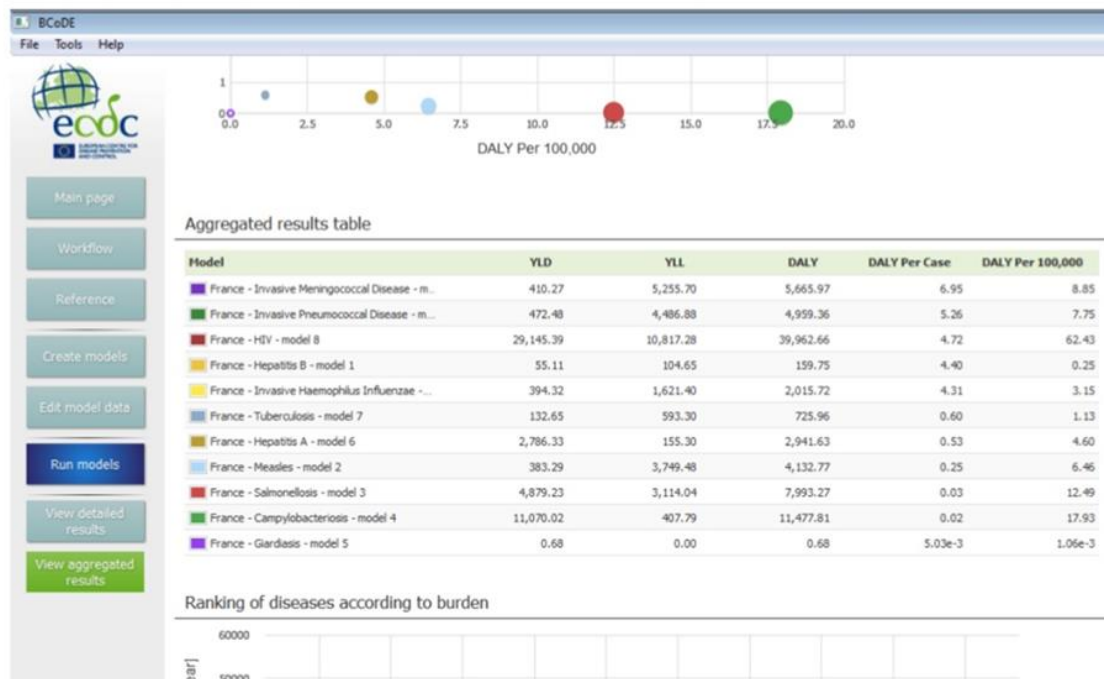 BCoDE
File Tools Help
1
0
0.0 2.5 5.0 7.5 10.0 12.5 15.0 17.5 20.0
DALY Per 100,000
ecdc
EUROPEAN CENTRE FOR
DISEASE PREVENTION
AND CONTROL
Main page
Workflow
Reference
Create models
Edit model data
Run models
View detailed
results
View aggregated
results
Aggregated results table
Model YLD YLL DALY DALY Per Case DALY Per 100,000
France - Invasive Meningococcal Disease - m... 410.27 5,255.70 5,665.97 6.95 8.85
France - Invasive Pneumococcal Disease - m... 472.48 4,486.88 4,959.36 5.26 7.75
France - HIV - model 8 29,145.39 10,817.28 39,962.66 4.72 62.43
France - Hepatitis B - model 1 55.11 104.65 159.75 4.40 0.25
France - Invasive Haemophilus Influenzae -... 394.32 1,621.40 2,015.72 4.31 3.15
France - Tuberculosis - model 7 132.65 593.30 725.96 0.60 1.13
France - Hepatitis A - model 6 2,786.33 155.30 2,941.63 0.53 4.60
France - Measles - model 2 383.29 3,749.48 4,132.77 0.25 6.46
France - Salmonellosis - model 3 4,879.23 3,114.04 7,993.27 0.03 12.49
France - Campylobacteriosis - model 4 11,070.02 407.79 11,477.81 0.02 17.93
France - Giardiasis - model 5 0.68 0.00 0.68 5.03e-3 1.06e-3
Ranking of diseases according to burden
60000
50000